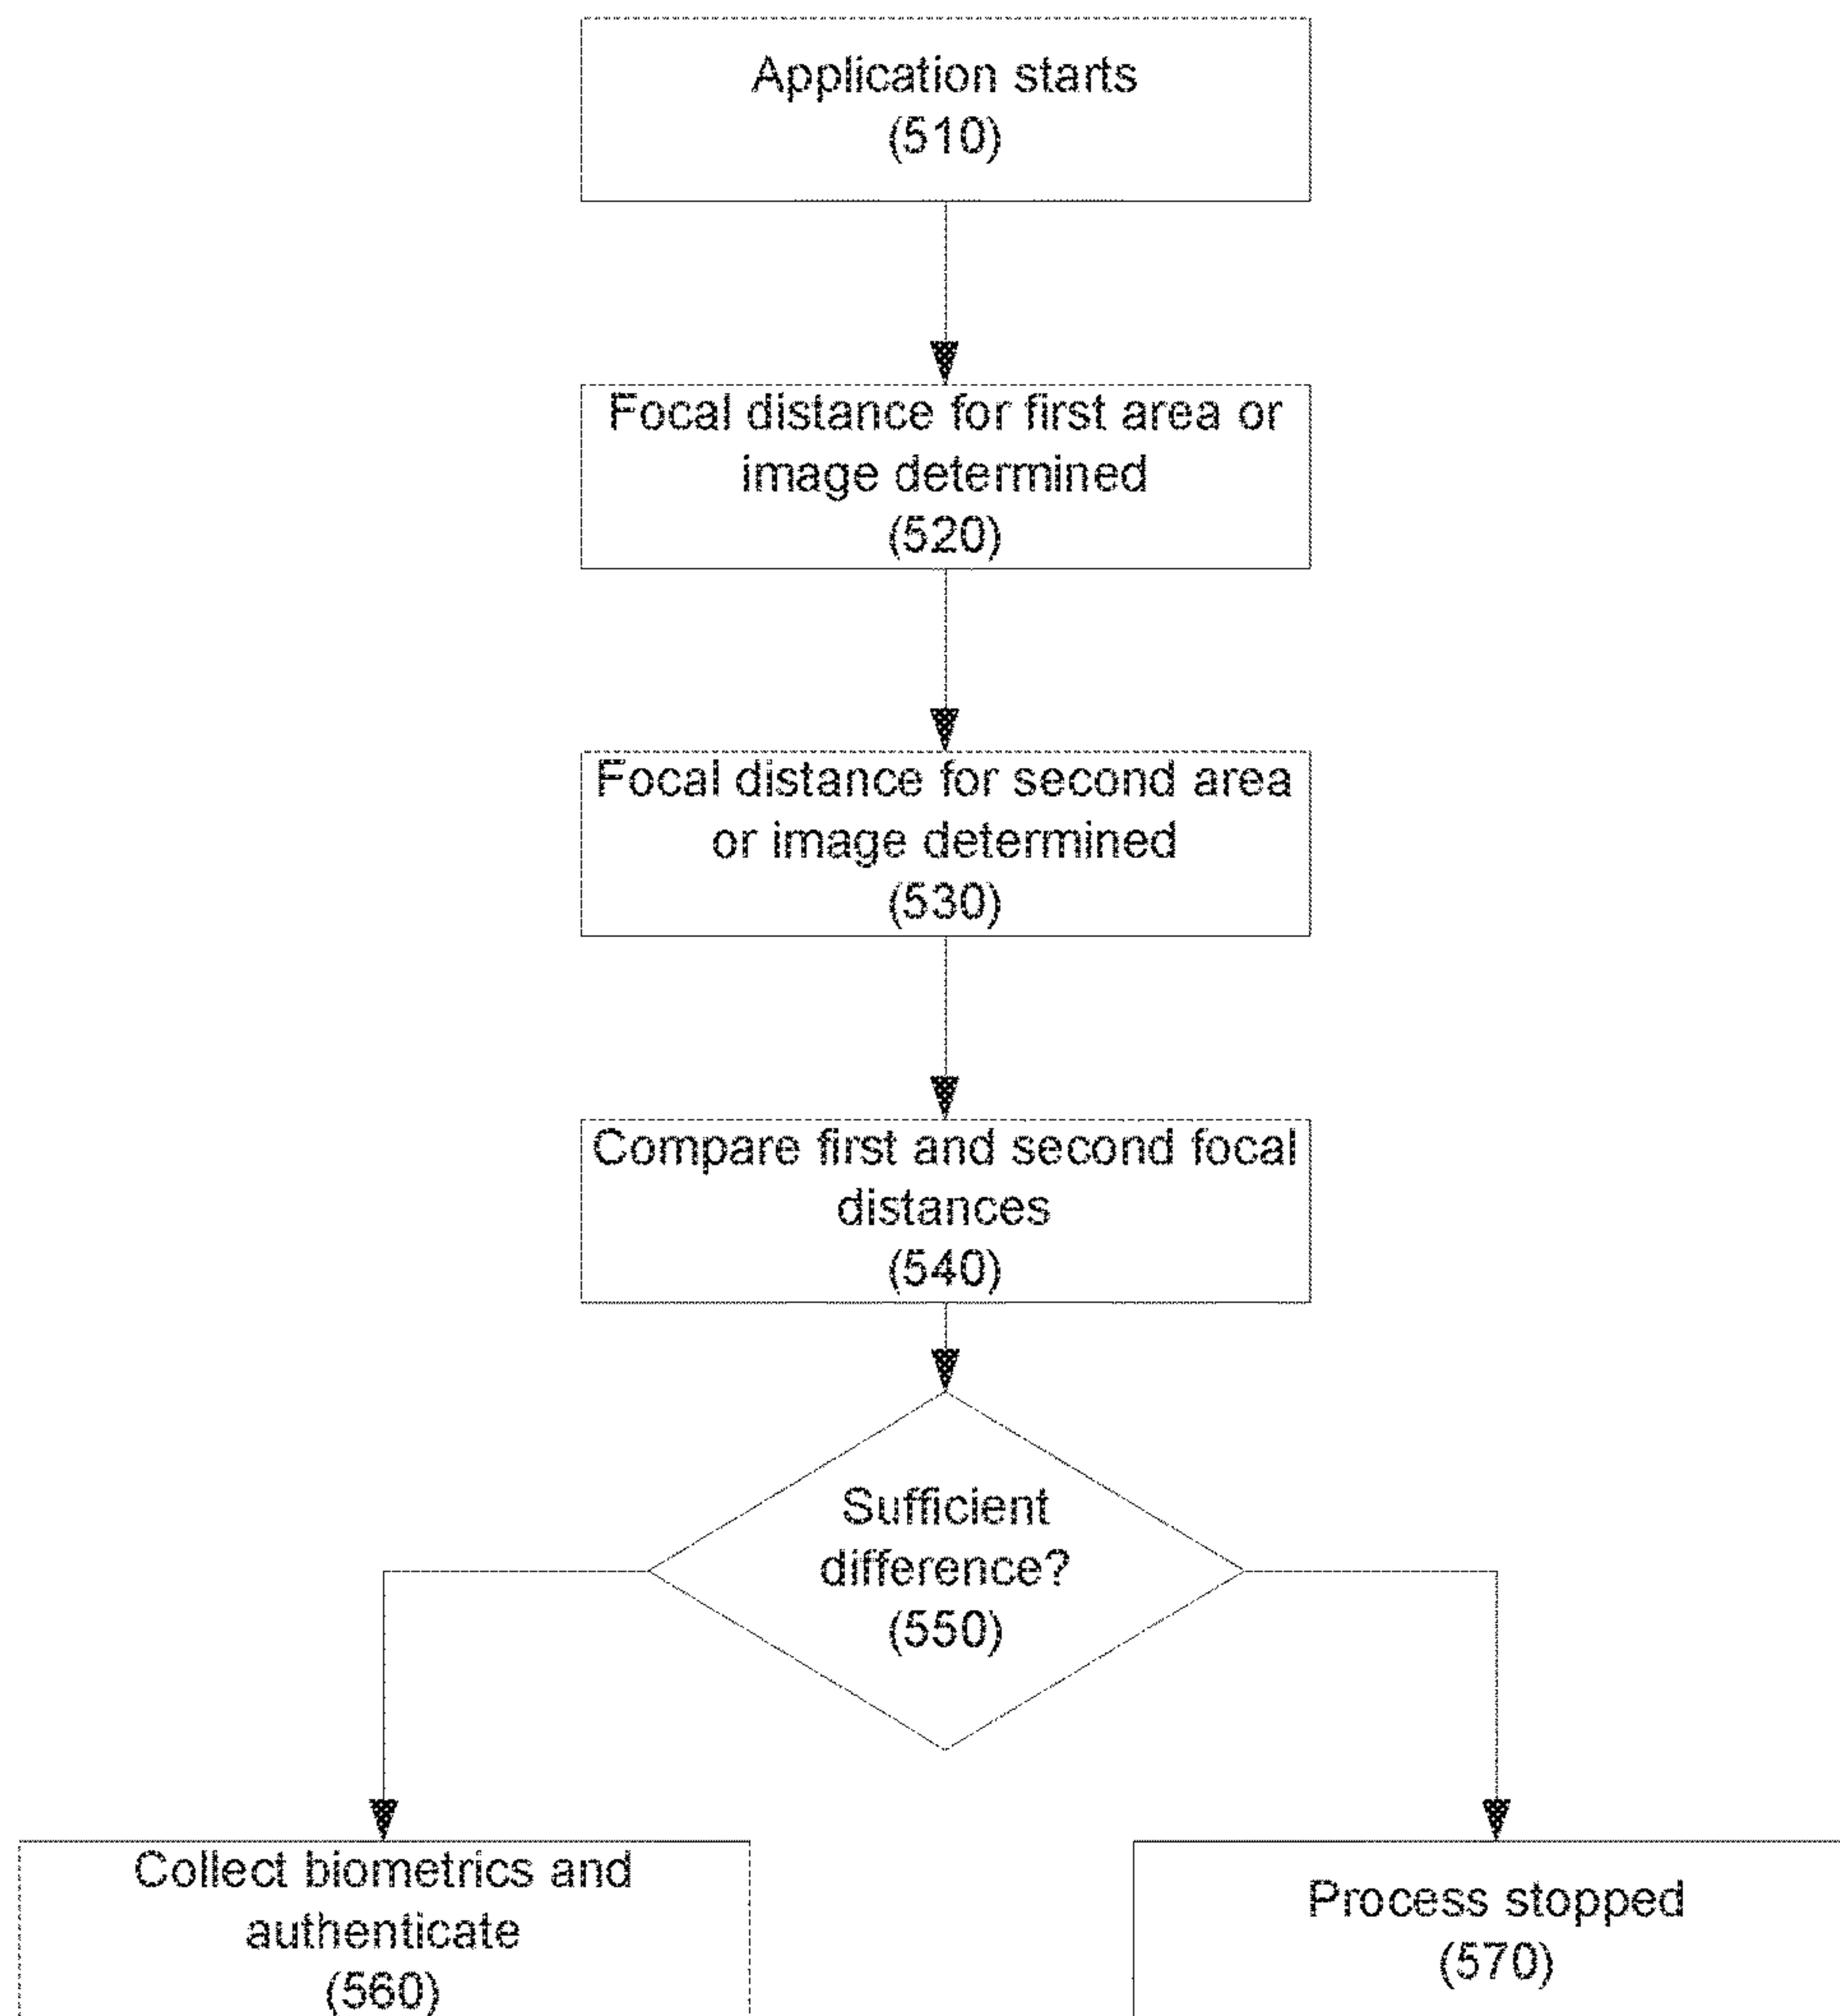 Application starts
(510)
Focal distance for first area or
image determined
(520)
Focal distance for second area
or image determined
(530)
Compare first and second focal
distances
(540)
Sufficient
difference?
(550)
Collect biometrics and
authenticate
(560)
Process stopped
(570)